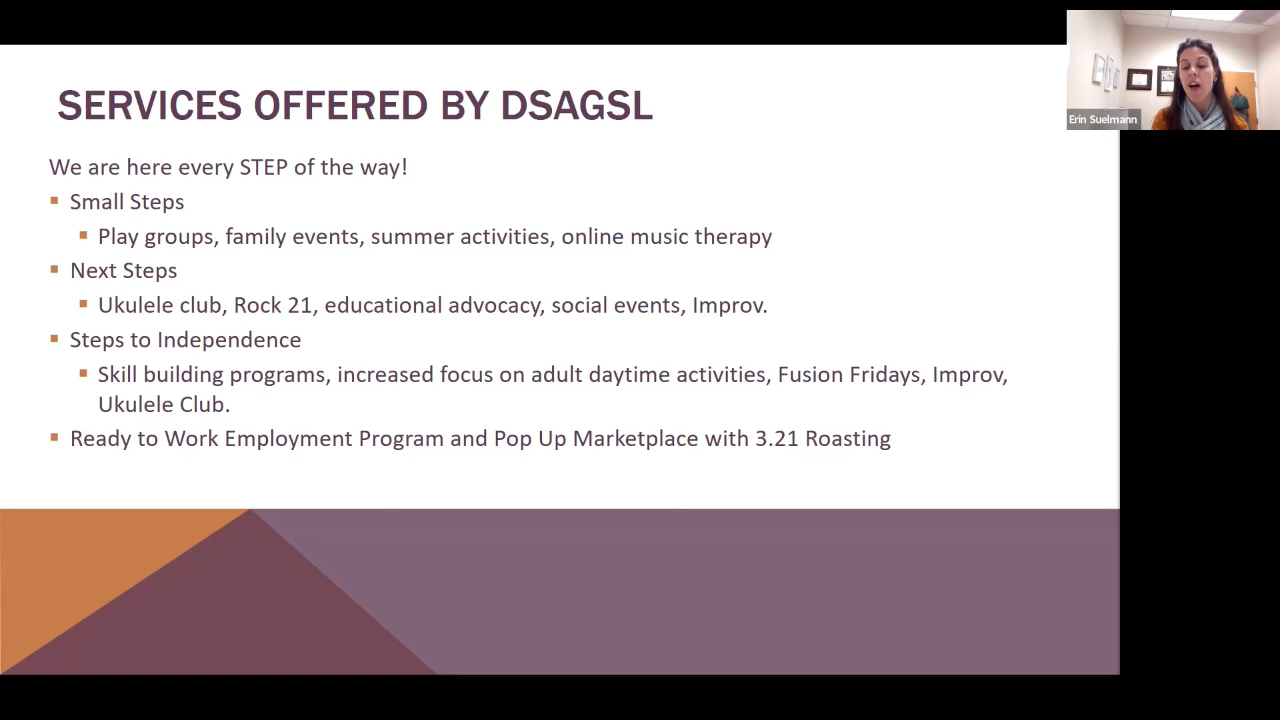 SERVICES OFFERED BY DSAGSL
We are here every STEP of the way!
Small Steps
Play groups, family events, summer activities, online music therapy
Next Steps
Ukulele club, Rock 21, educational advocacy, social events, Improv.
Steps to Independence
Skill building programs, increased focus on adult daytime activities, Fusion Fridays, Improv,
Ukulele Club.
Ready to Work Employment Program and Pop Up Marketplace with 3.21 Roasting
Erin Suelmann